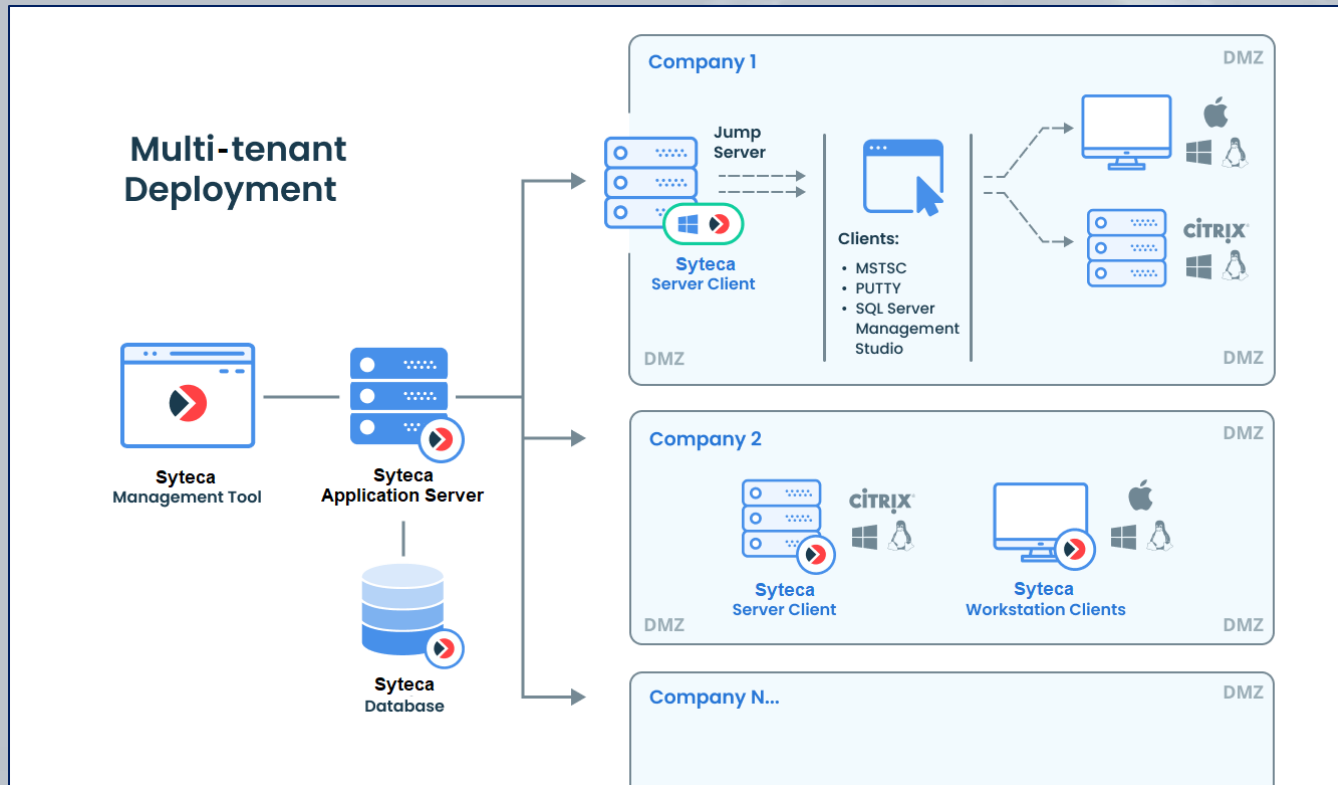 Multi-tenant
Deployment
Syteca
Management Tool
Syteca
Application Server
Syteca
Database
Company 1
DMZ
Jump
Server
Syteca
Server Client
Clients:
• MSTSC
• PUTTY
• SQL Server
Management
Studio
CITRIX
DMZ
DMZ
Company 2
DMZ
CITRIX
Syteca
Server Client
Syteca
Workstation Clients
DMZ
DMZ
Company N...
DMZ